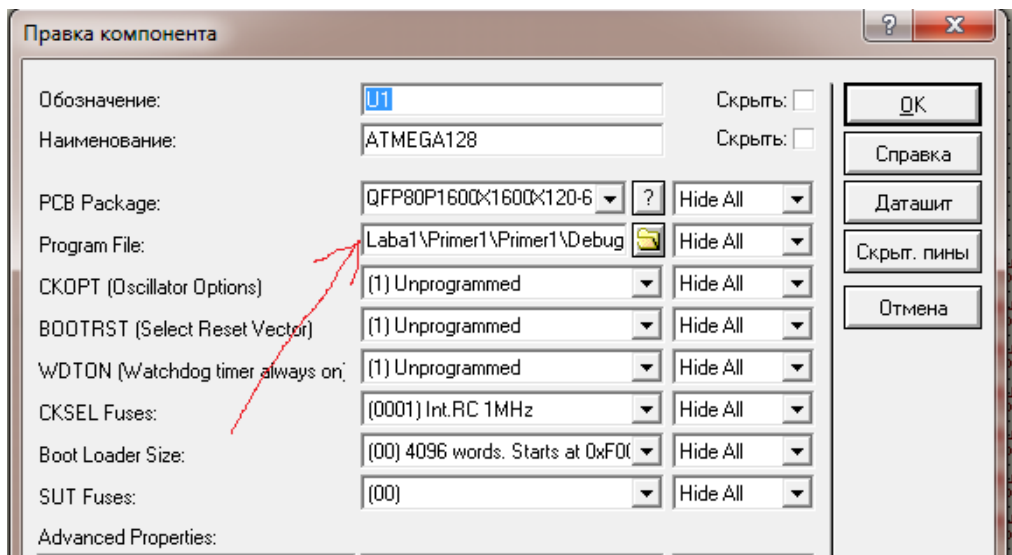 Правка компонента
?
Обозначение: U1 Скрыть: OK
Наименование: ATMEGA128 Скрыть: Справка
PCB Package: QFP80P1600X1600X120-6 ? Hide All Даташит
Program File: Laba1\Primer1\Primer1\Debug Hide All Скрыт. пины
CKOPT (Oscillator Options) (1) Unprogrammed Hide All Отмена
BOOTRST (Select Reset Vector) (1) Unprogrammed Hide All
WDTON (Watchdog timer always on) (1) Unprogrammed Hide All
CKSEL Fuses: (0001) Int.RC 1MHz Hide All
Boot Loader Size: (00) 4096 words. Starts at 0xF00 Hide All
SUT Fuses: (00) Hide All
Advanced Properties: